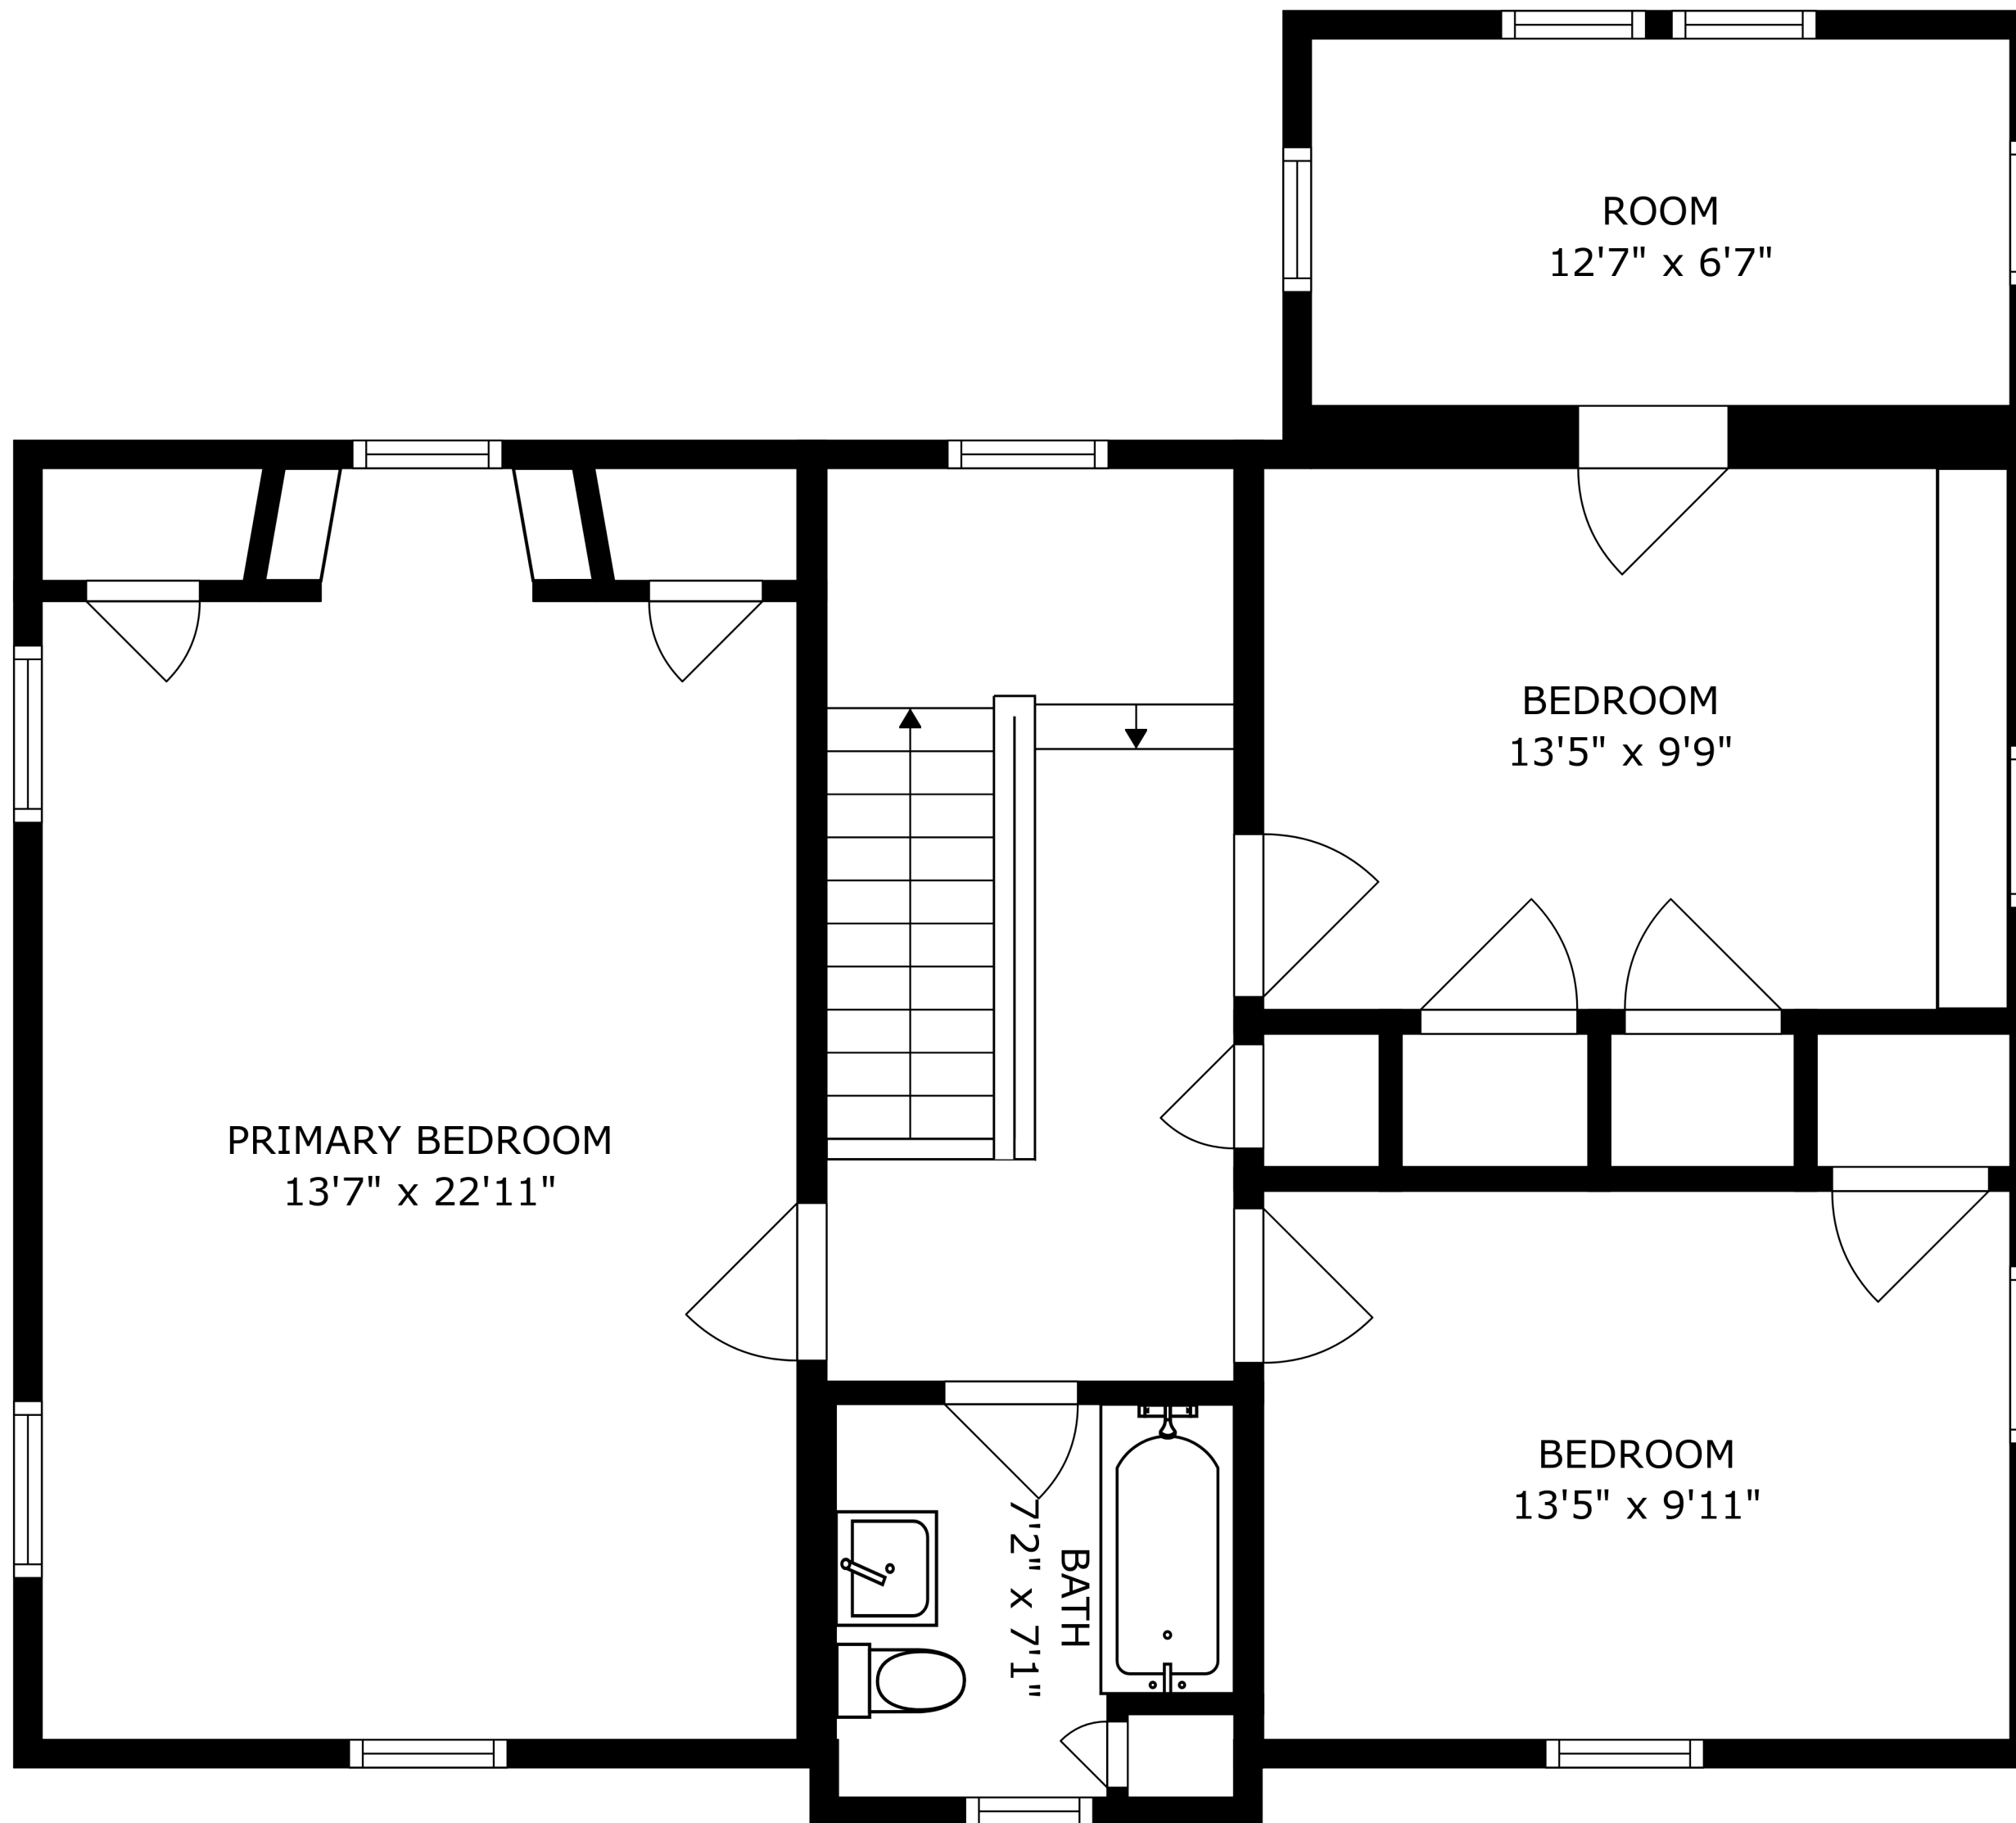 ROOM
12'7" x 6'7"
BEDROOM
13'5" x 9'9"
PRIMARY BEDROOM
13'7" x 22'11"
BEDROOM
13'5" x 9'11"
BATH
7'2" x 7'1"